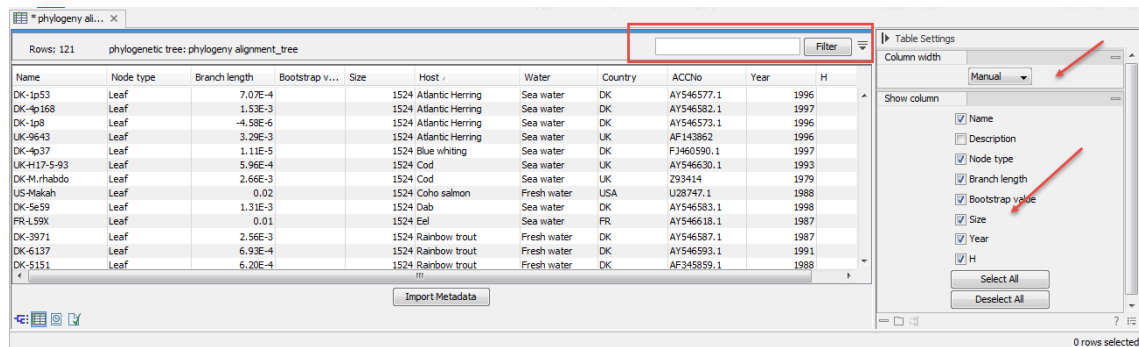 * phylogeny ali...
Rows: 121 phylogenetic tree: phylogeny alignment_tree Filter
Name Node type Branch length Bootstrap v... Size Host Water Country ACCNo Year H
DK-1p53 Leaf 7.07E-4 1524 Atlantic Herring Sea water DK AY546577.1 1996
DK-4p168 Leaf 1.53E-3 1524 Atlantic Herring Sea water DK AY546582.1 1997
DK-1p8 Leaf -4.58E-6 1524 Atlantic Herring Sea water DK AY546573.1 1996
UK-9643 Leaf 3.29E-3 1524 Atlantic Herring Sea water UK AF143862 1996
DK-4p37 Leaf 1.11E-5 1524 Blue whiting Sea water DK FJ460590.1 1997
UK-H17-5-93 Leaf 5.96E-4 1524 Cod Sea water UK AY546630.1 1993
DK-M.rhabdo Leaf 2.66E-3 1524 Cod Sea water DK Z93414 1979
US-Makah Leaf 0.02 1524 Coho salmon Fresh water USA U28747.1 1988
DK-5e59 Leaf 1.31E-3 1524 Dab Sea water DK AY546583.1 1998
FR-L59X Leaf 0.01 1524 Eel Sea water FR AY546618.1 1987
DK-3971 Leaf 2.56E-3 1524 Rainbow trout Fresh water DK AY546587.1 1987
DK-6137 Leaf 6.93E-4 1524 Rainbow trout Fresh water DK AY546593.1 1991
DK-5151 Leaf 6.20E-4 1524 Rainbow trout Fresh water DK AF345859.1 1988
Import Metadata
Table Settings
Column width
Manual
Show column
Name
Description
Node type
Branch length
Bootstrap value
Size
Year
H
Select All
Deselect All
?
0 rows selected